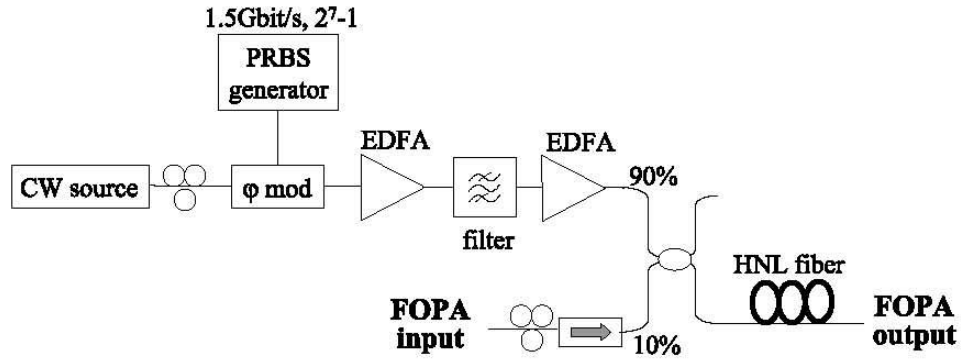 1.5Gbit/s, 2⁷-1
PRBS
generator
EDFA
EDFA
CW source
φ mod
90%
filter
HNL fiber
FOPA
input
10%
FOPA
output